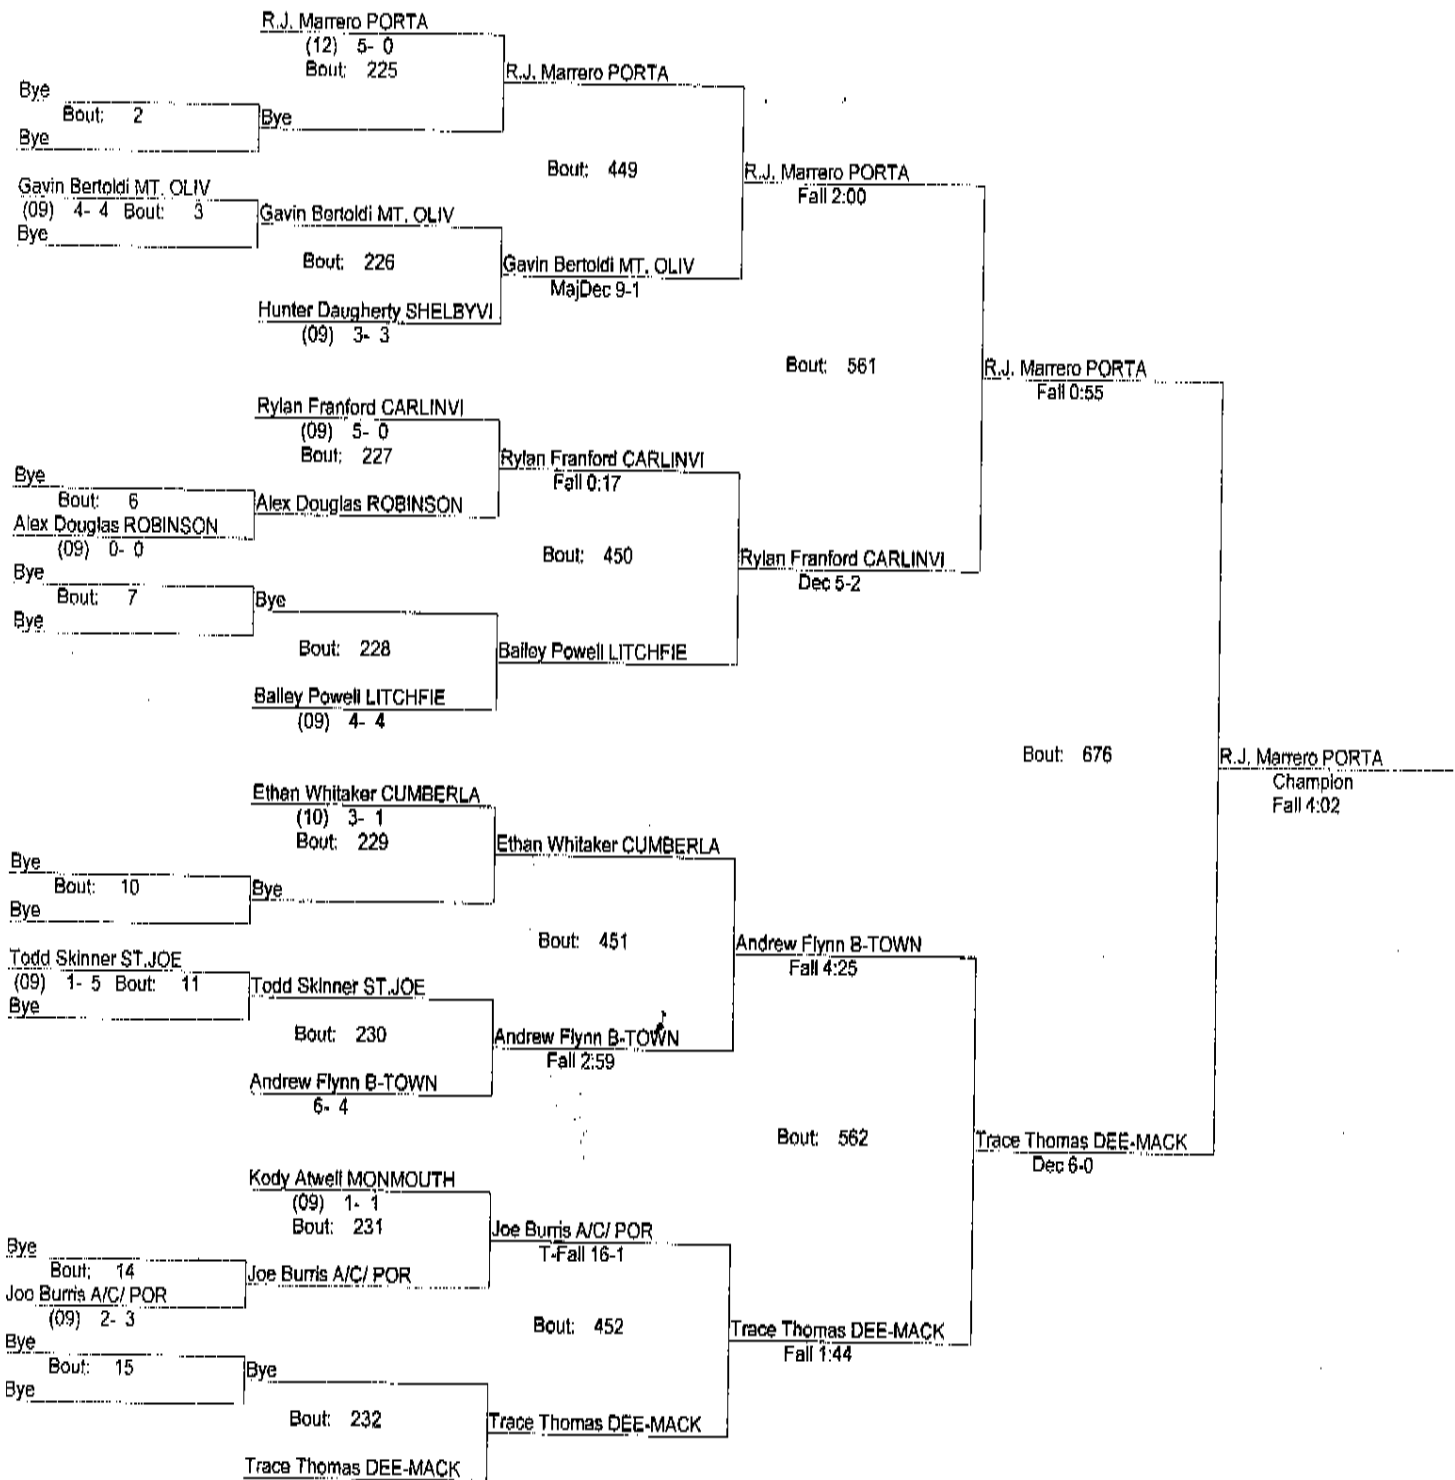 R.J. Marrero PORTA
(12) 5- 0
Bout: 225
R.J. Marrero PORTA
Bye
Bout: 2
Bye
Bye
Bout: 449
R.J. Marrero PORTA
Fall 2:00
Gavin Bertoldi MT. OLIV
(09) 4- 4 Bout: 3
Bye
Gavin Bertoldi MT. OLIV
Bout: 226
Gavin Bertoldi MT. OLIV
MajDec 9-1
Hunter Daugherty SHELBYVI
(09) 3- 3
Bout: 561
R.J. Marrero PORTA
Fall 0:55
Rylan Franford CARLINVI
(09) 5- 0
Bout: 227
Rylan Franford CARLINVI
Fall 0:17
Bye
Bout: 6
Alex Douglas ROBINSON
Alex Douglas ROBINSON
(09) 0- 0
Bout: 450
Rylan Franford CARLINVI
Dec 5-2
Bye
Bout: 7
Bye
Bye
Bout: 228
Bailey Powell LITCHFIE
Bailey Powell LITCHFIE
(09) 4- 4
Bout: 676
R.J. Marrero PORTA
Champion
Fall 4:02
Ethan Whitaker CUMBERLA
(10) 3- 1
Bout: 229
Ethan Whitaker CUMBERLA
Bye
Bout: 10
Bye
Bye
Bout: 451
Andrew Flynn B-TOWN
Fall 4:25
Todd Skinner ST.JOE
(09) 1- 5 Bout: 11
Bye
Todd Skinner ST.JOE
Bout: 230
Andrew Flynn B-TOWN
Fall 2:59
Andrew Flynn B-TOWN
6- 4
Bout: 562
Trace Thomas DEE-MACK
Dec 6-0
Kody Atwell MONMOUTH
(09) 1- 1
Bout: 231
Joe Burris A/C/ POR
T-Fall 16-1
Bye
Bout: 14
Joe Burris A/C/ POR
Joe Burris A/C/ POR
(09) 2- 3
Bout: 452
Trace Thomas DEE-MACK
Fall 1:44
Bye
Bout: 15
Bye
Bye
Bout: 232
Trace Thomas DEE-MACK
Trace Thomas DEE-MACK